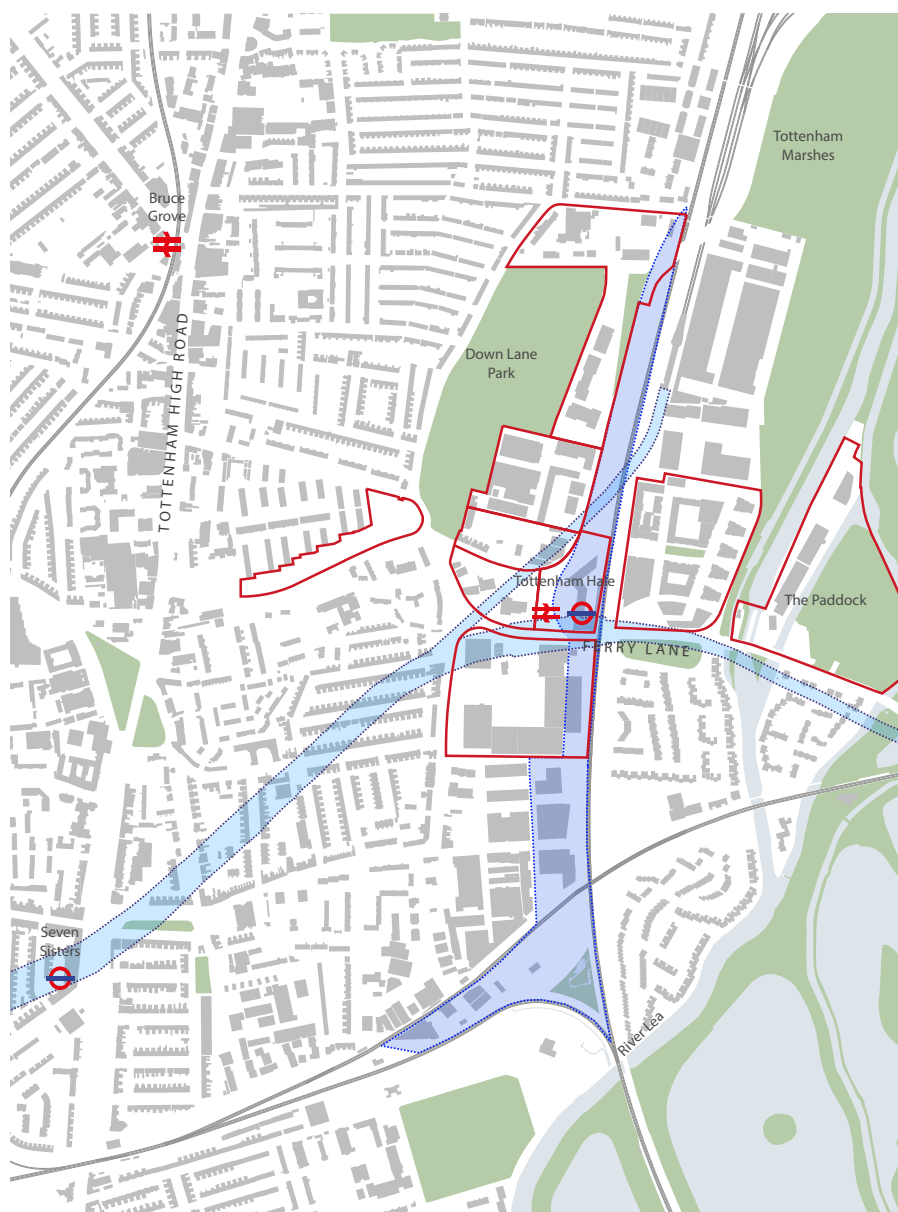 Tottenham
Marshes
Bruce
Grove
TOTTENHAM HIGH ROAD
Down Lane
Park
Tottenham Hale
The Paddock
FERRY LANE
Seven
Sisters
River Lea